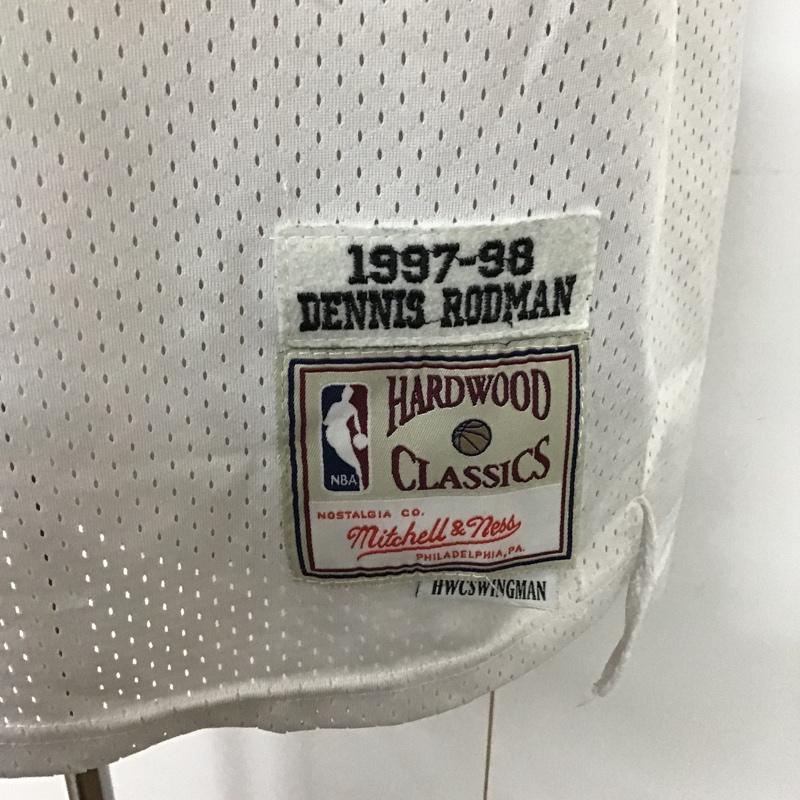 1997-98
DENNIS RODMAN
HARDWOOD
CLASSICS
NBA
NOSTALGIA CO.
Mitchell & Ness
PHILADELPHIA, PA.
HWCSWINGMAN